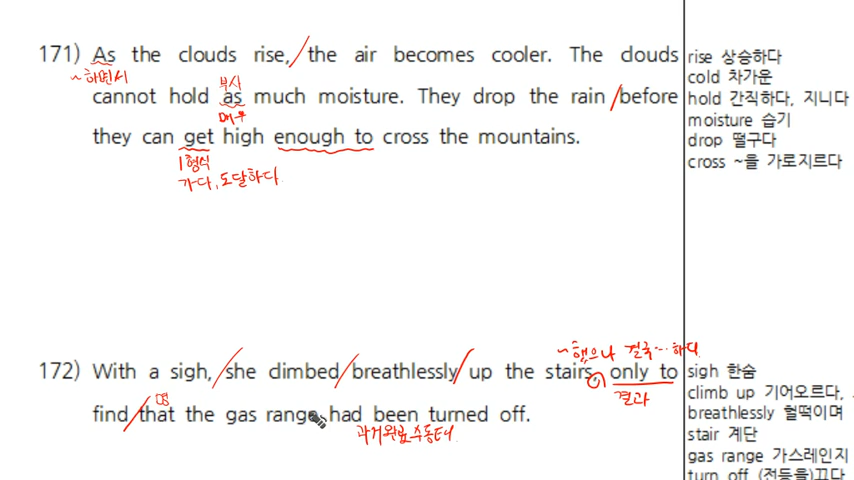 171) As the clouds rise, the air becomes cooler. The clouds
~하면서
부사
cannot hold as much moisture. They drop the rain before
매우
they can get high enough to cross the mountains.
1형식
가다, 도달하다
rise 상승하다
cold 차가운
hold 간직하다, 지니다
moisture 습기
drop 떨구다
cross ~을 가로지르다
~했으나 결국 … 하다
172) With a sigh, she climbed breathlessly up the stairs, only to
결과
find that the gas range had been turned off.
과거완료수동태
sigh 한숨
climb up 기어오르다,
breathlessly 헐떡이며
stair 계단
gas range 가스레인지
turn off (전등을)끄다